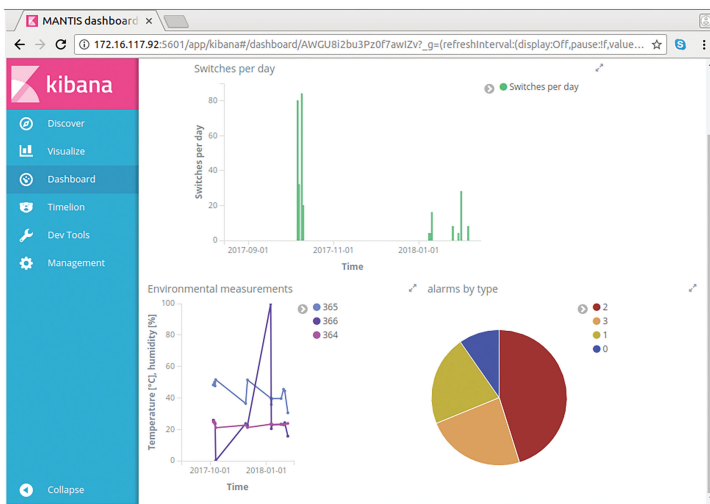 MANTIS dashboard ×
172.16.117.92:5601/app/kibana#/dashboard/AWGU8i2bu3Pz0f7awIZv?_g=(refreshInterval:(display:Off,pause:!f,value...
kibana
Discover
Visualize
Dashboard
Timelion
Dev Tools
Management
Collapse
Switches per day
Switches per day
80
60
40
20
0
Switches per day
2017-09-01 2017-11-01 2018-01-01
Time
Environmental measurements
365
366
364
100
80
60
40
20
0
Temperature [°C], humidity [%]
2017-10-01 2018-01-01
Time
alarms by type
2
3
1
0